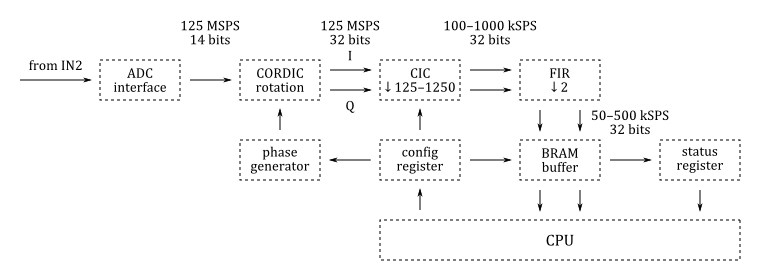 125 MSPS
14 bits
125 MSPS
32 bits
100–1000 kSPS
32 bits
I
from IN2
ADC
interface
CORDIC
rotation
CIC
↓125–1250
FIR
↓2
Q
50–500 kSPS
32 bits
phase
generator
config
register
BRAM
buffer
status
register
CPU